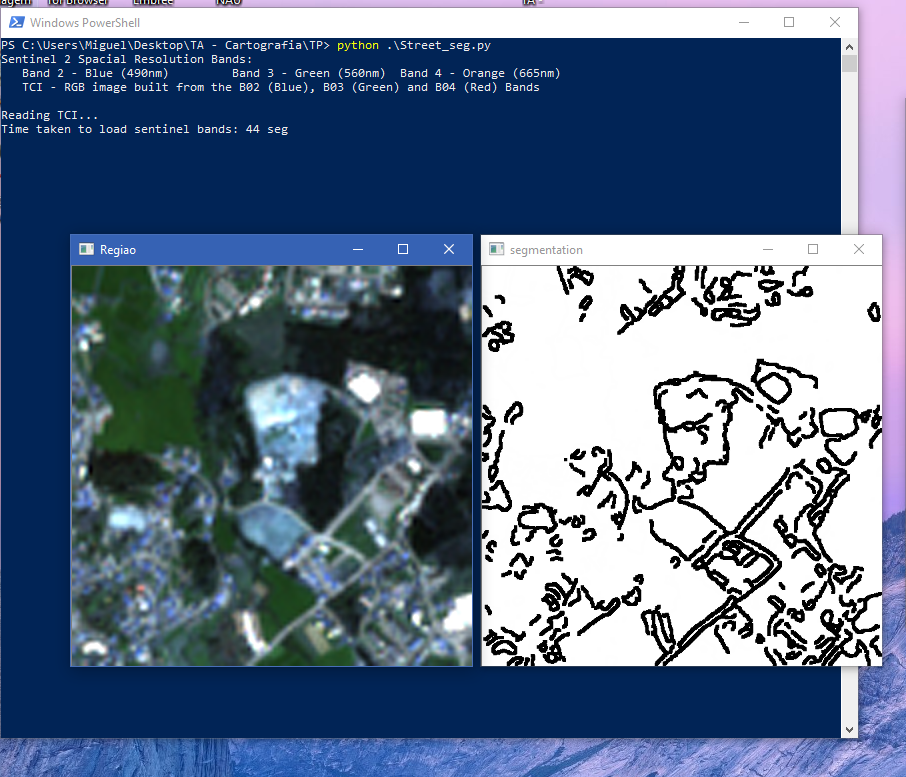 Windows PowerShell
PS C:\Users\Miguel\Desktop\TA - Cartografia\TP> python .\Street_seg.py
Sentinel 2 Spacial Resolution Bands:
Band 2 - Blue (490nm) Band 3 - Green (560nm) Band 4 - Orange (665nm)
TCI - RGB image built from the B02 (Blue), B03 (Green) and B04 (Red) Bands
Reading TCI...
Time taken to load sentinel bands: 44 seg
Regiao
segmentation